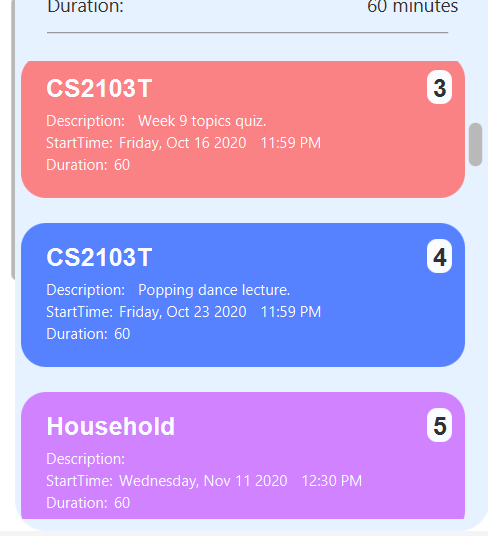 Duration: 60 minutes
CS2103T 3
Description: Week 9 topics quiz.
StartTime: Friday, Oct 16 2020 11:59 PM
Duration: 60
CS2103T 4
Description: Popping dance lecture.
StartTime: Friday, Oct 23 2020 11:59 PM
Duration: 60
Household 5
Description:
StartTime: Wednesday, Nov 11 2020 12:30 PM
Duration: 60